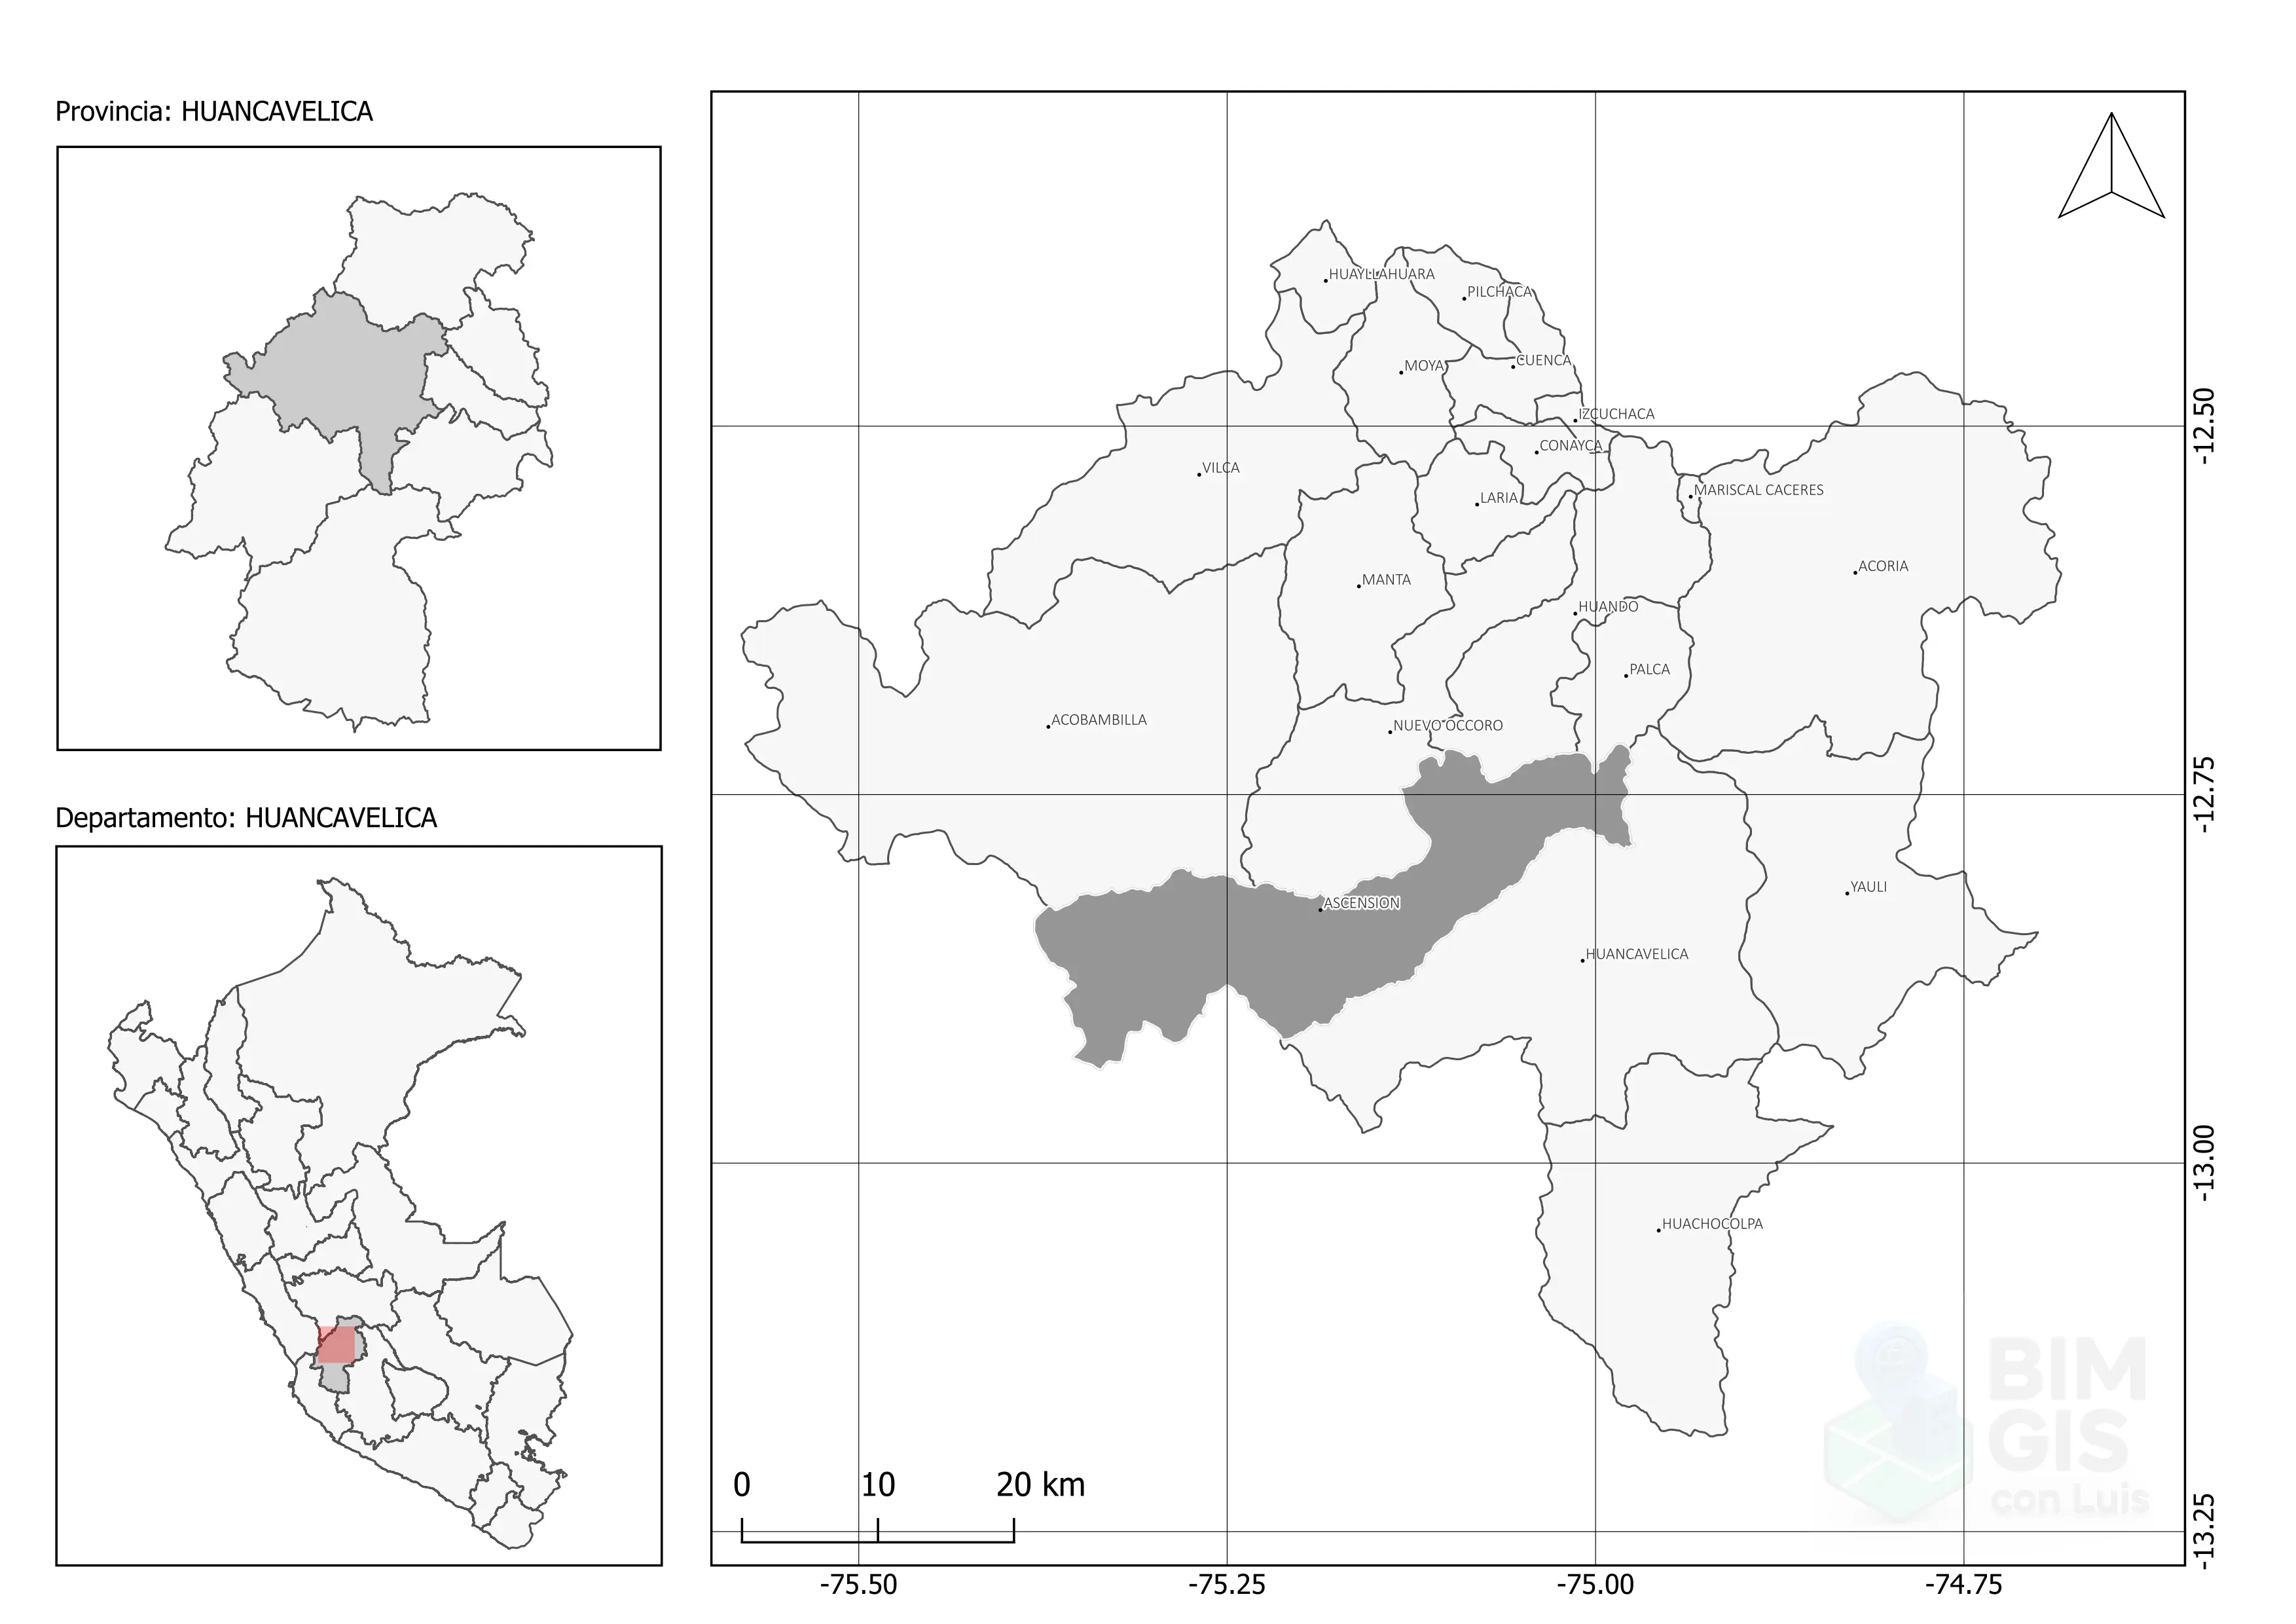 Provincia: HUANCAVELICA
Departamento: HUANCAVELICA
HUAYLLAHUARA
PILCHACA
MOYA
CUENCA
IZCUCHACA
CONAYCA
VILCA
LARIA
MARISCAL CACERES
MANTA
ACORIA
HUANDO
PALCA
ACOBAMBILLA
NUEVO OCCORO
YAULI
ASCENSION
HUANCAVELICA
HUACHOCOLPA
-12.50
-12.75
-13.00
-13.25
0 10 20 km
-75.50 -75.25 -75.00 -74.75
BIM
GIS
con Luis